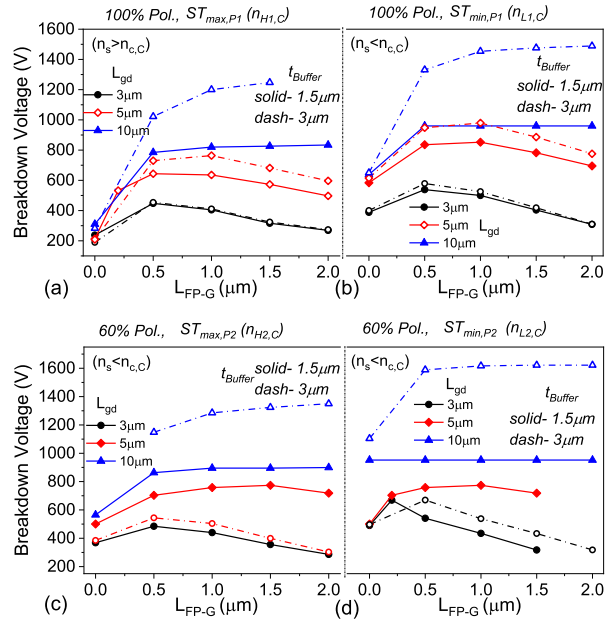 100% Pol., ST_max,P1 (n_H1,C)
100% Pol., ST_min,P1 (n_L1,C)
1800
1600
1400
1200
1000
800
600
400
200
Breakdown Voltage (V)
(n_s>n_c,C)
L_gd
3μm
5μm
10μm
(a)
0.0 0.5 1.0 1.5 2.0
L_FP-G (μm)
(n_s<n_c,C)
t_Buffer
solid- 1.5μm
dash- 3μm
3μm
5μm L_gd
10μm
(b)
0.0 0.5 1.0 1.5 2.0
L_FP-G (μm)
60% Pol., ST_max,P2 (n_H2,C)
60% Pol., ST_min,P2 (n_L2,C)
1600
1400
1200
1000
800
600
400
200
Breakdown Voltage (V)
(n_s<n_c,C)
t_Buffer solid- 1.5μm
dash- 3μm
L_gd
3μm
5μm
10μm
(c)
0.0 0.5 1.0 1.5 2.0
L_FP-G (μm)
(n_s<n_c,C)
L_gd
3μm
5μm
10μm
t_Buffer
solid- 1.5μm
dash- 3μm
(d)
0.0 0.5 1.0 1.5 2.0
L_FP-G (μm)